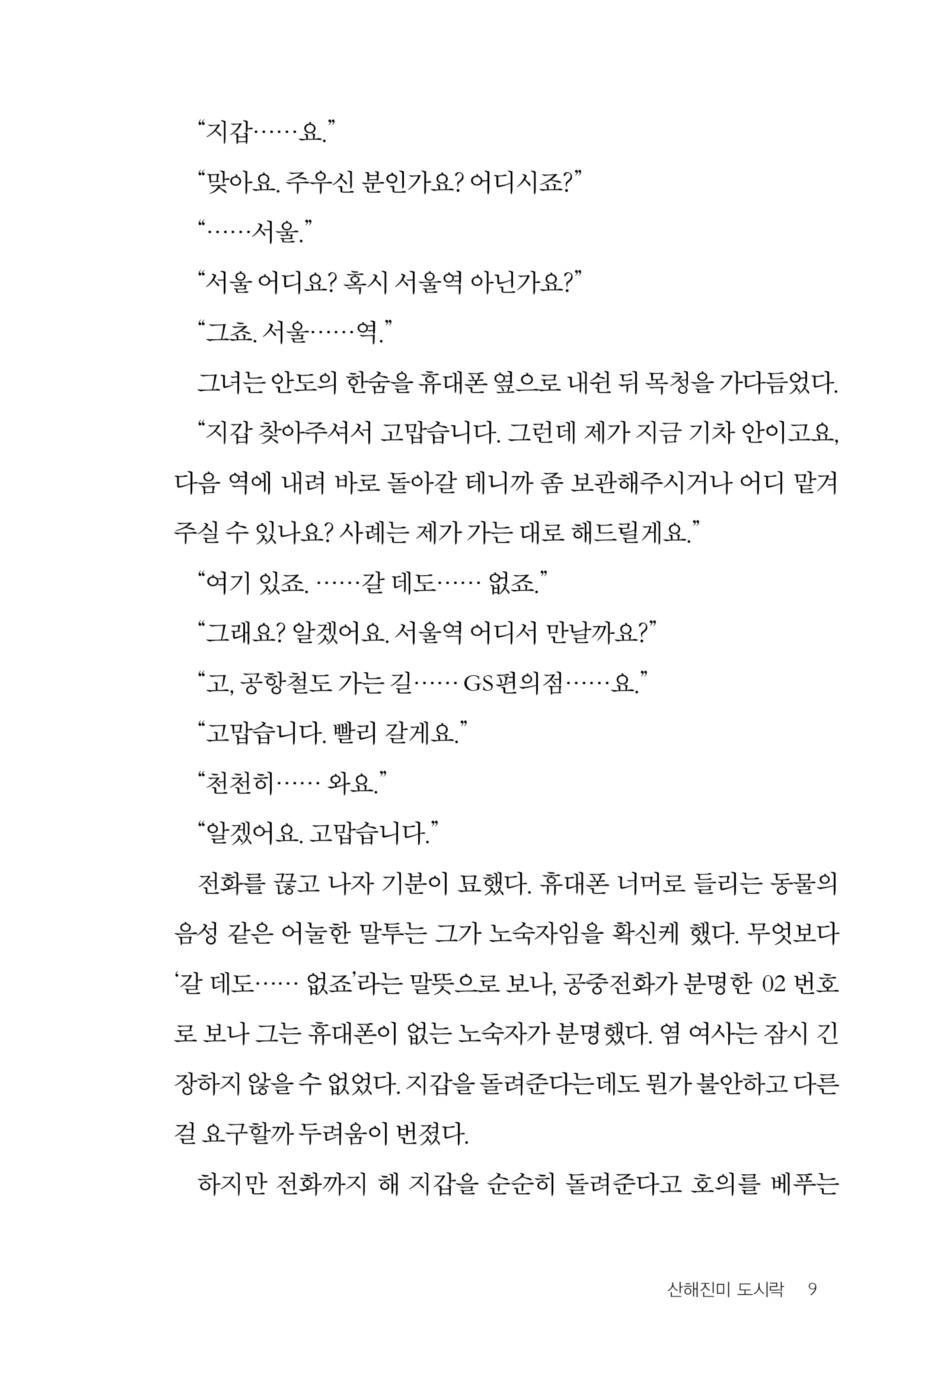 “지갑……요.”
“맞아요. 주우신 분인가요? 어디시죠?”
“……서울.”
“서울 어디요? 혹시 서울역 아닌가요?”
“그쵸. 서울……역.”
그녀는 안도의 한숨을 휴대폰 옆으로 내쉰 뒤 목청을 가다듬었다.
“지갑 찾아주셔서 고맙습니다. 그런데 제가 지금 기차 안이고요,
다음 역에 내려 바로 돌아갈 테니까 좀 보관해주시거나 어디 맡겨
주실 수 있나요? 사례는 제가 가는 대로 해드릴게요.”
“여기 있죠. ……갈 데도…… 없죠.”
“그래요? 알겠어요. 서울역 어디서 만날까요?”
“고, 공항철도 가는 길…… GS편의점……요.”
“고맙습니다. 빨리 갈게요.”
“천천히…… 와요.”
“알겠어요. 고맙습니다.”
전화를 끊고 나자 기분이 묘했다. 휴대폰 너머로 들리는 동물의
음성 같은 어눌한 말투는 그가 노숙자임을 확신케 했다. 무엇보다
‘갈 데도…… 없죠’라는 말뜻으로 보나, 공중전화가 분명한 02 번호
로 보나 그는 휴대폰이 없는 노숙자가 분명했다. 염 여사는 잠시 긴
장하지 않을 수 없었다. 지갑을 돌려준다는데도 뭔가 불안하고 다른
걸 요구할까 두려움이 번졌다.
하지만 전화까지 해 지갑을 순순히 돌려준다고 호의를 베푸는
산해진미 도시락 9